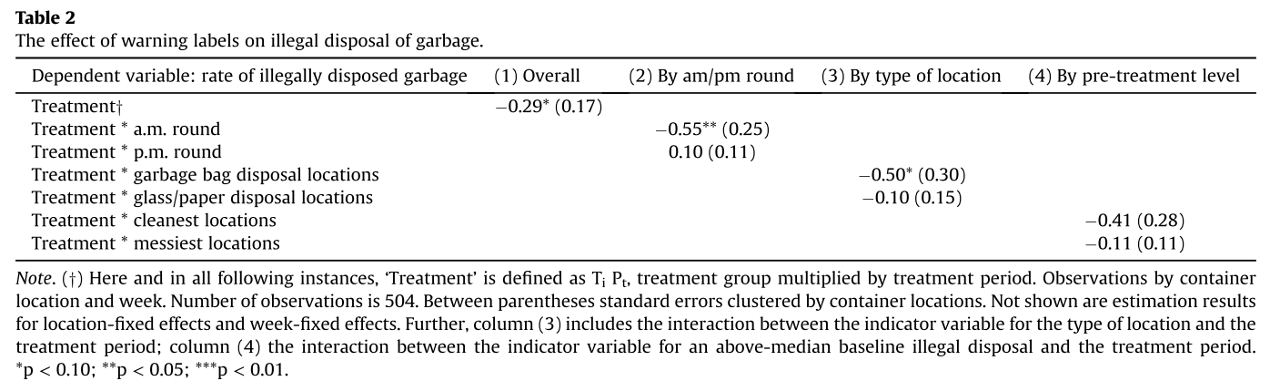 Table 2
The effect of warning labels on illegal disposal of garbage.
Dependent variable: rate of illegally disposed garbage (1) Overall (2) By am/pm round (3) By type of location (4) By pre-treatment level
Treatment† −0.29* (0.17)
Treatment * a.m. round −0.55** (0.25)
Treatment * p.m. round 0.10 (0.11)
Treatment * garbage bag disposal locations −0.50* (0.30)
Treatment * glass/paper disposal locations −0.10 (0.15)
Treatment * cleanest locations −0.41 (0.28)
Treatment * messiest locations −0.11 (0.11)
Note. (†) Here and in all following instances, ‘Treatment’ is defined as Ti Pt, treatment group multiplied by treatment period. Observations by container
location and week. Number of observations is 504. Between parentheses standard errors clustered by container locations. Not shown are estimation results
for location-fixed effects and week-fixed effects. Further, column (3) includes the interaction between the indicator variable for the type of location and the
treatment period; column (4) the interaction between the indicator variable for an above-median baseline illegal disposal and the treatment period.
*p < 0.10; **p < 0.05; ***p < 0.01.